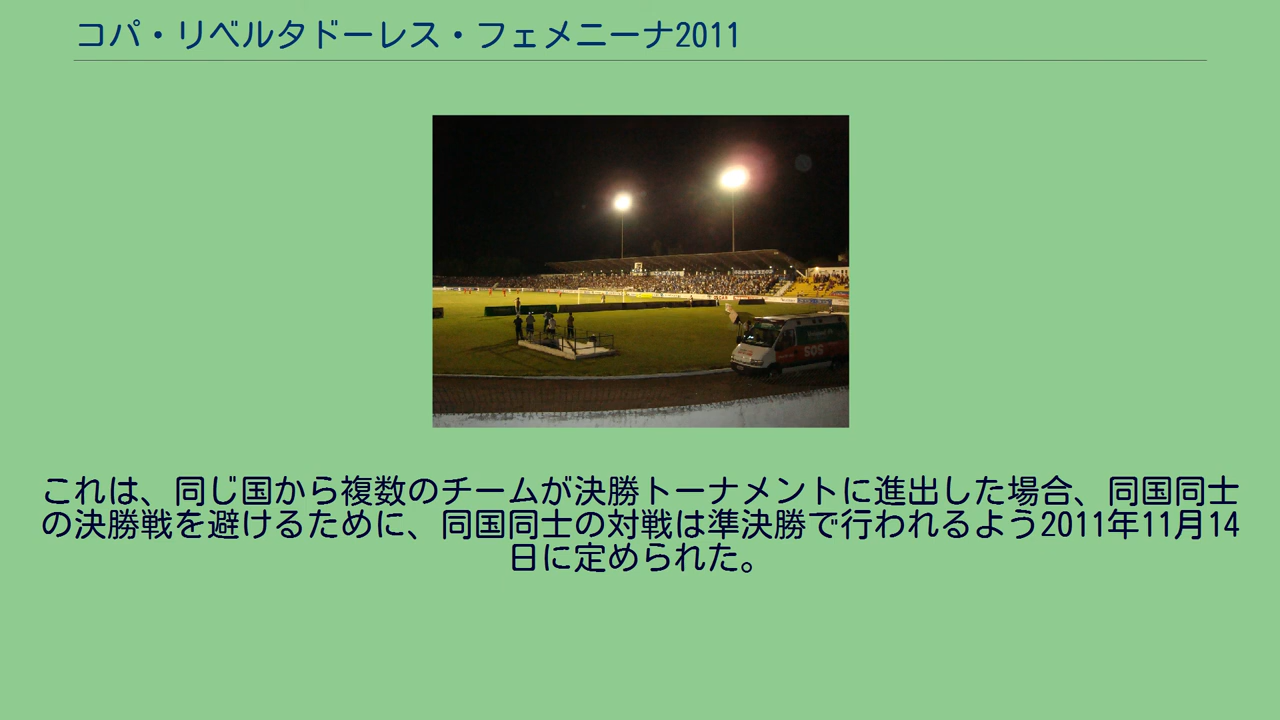 コパ・リベルタドーレス・フェメニーナ2011
SOS
これは、同じ国から複数のチームが決勝トーナメントに進出した場合、同国同士
の決勝戦を避けるために、同国同士の対戦は準決勝で行われるよう2011年11月14
日に定められた。